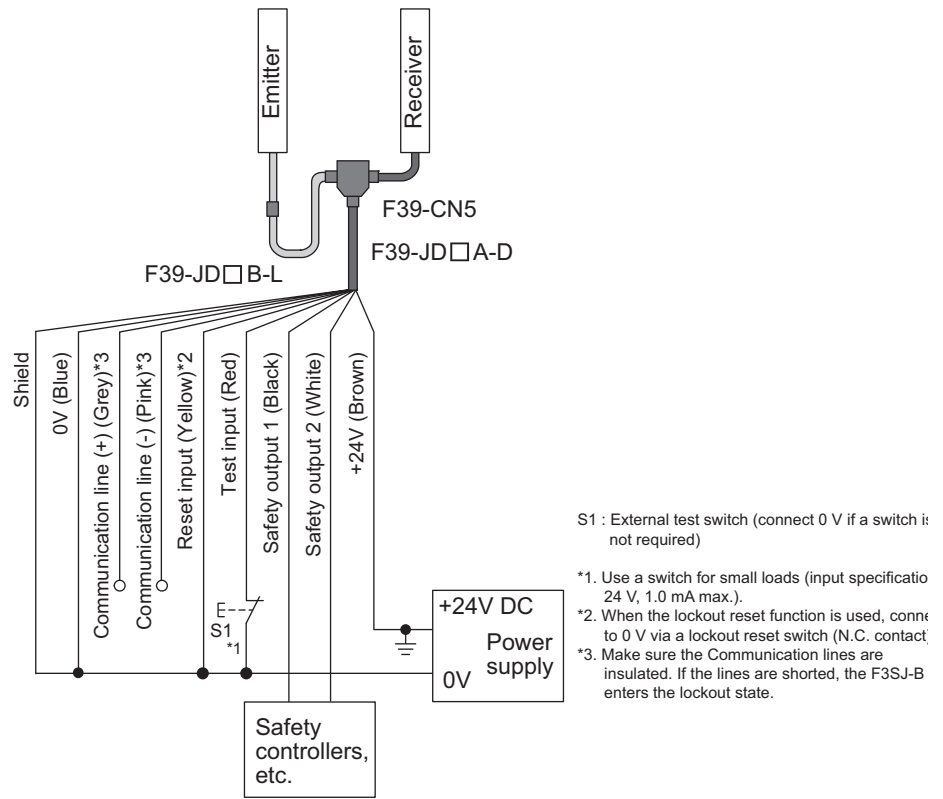 Emitter
Receiver
F39-CN5
F39-JD□A-D
F39-JD□B-L
Shield
0V (Blue)
Communication line (+) (Grey)*3
Communication line (-) (Pink)*3
Reset input (Yellow)*2
Test input (Red)
Safety output 1 (Black)
Safety output 2 (White)
+24V (Brown)
S1
*1
+24V DC
Power
supply
0V
Safety
controllers,
etc.
S1 : External test switch (connect 0 V if a switch is
not required)
*1. Use a switch for small loads (input specificatio
24 V, 1.0 mA max.).
*2. When the lockout reset function is used, conne
to 0 V via a lockout reset switch (N.C. contact)
*3. Make sure the Communication lines are
insulated. If the lines are shorted, the F3SJ-B
enters the lockout state.